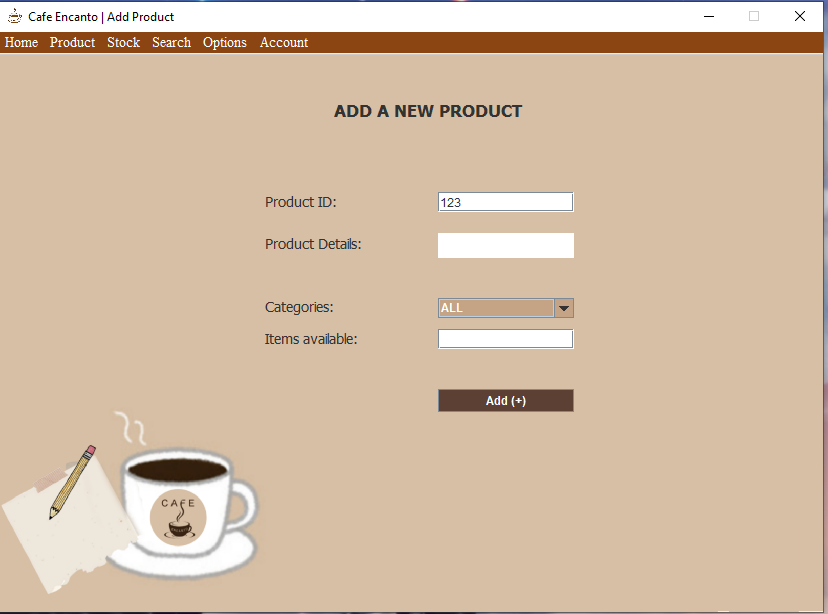 Cafe Encanto | Add Product
Home Product Stock Search Options Account
ADD A NEW PRODUCT
Product ID: 123
Product Details:
Categories: ALL
Items available:
Add (+)
CAFE